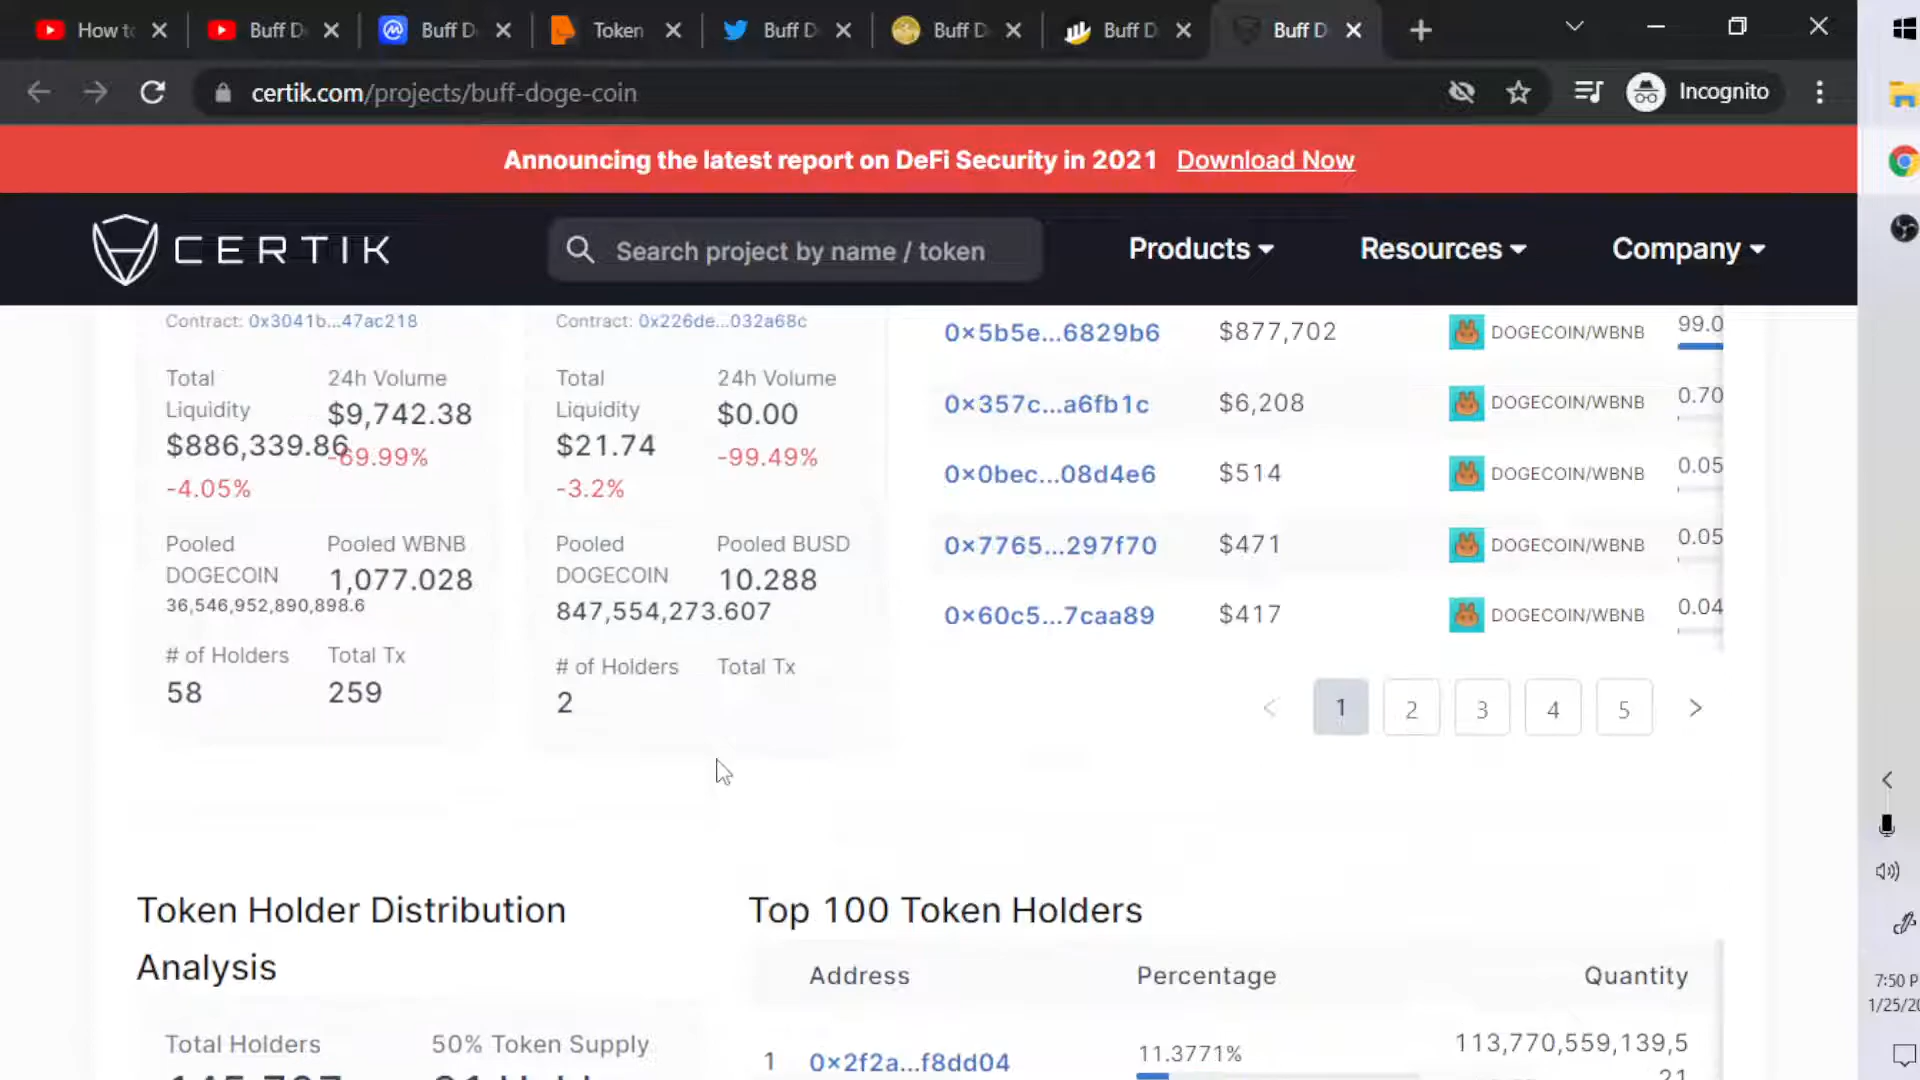 How to
Buff D
Buff D
Token
Buff D
Buff D
Buff D
Buff D
certik.com/projects/buff-doge-coin
Incognito
Announcing the latest report on DeFi Security in 2021 Download Now
CERTIK
Search project by name / token
Products
Resources
Company
Contract: 0x3041b...47ac218
Total Liquidity
$886,339.86
-4.05%
24h Volume
$9,742.38
-69.99%
Pooled DOGECOIN
36,546,952,890,898.6
Pooled WBNB
1,077.028
# of Holders
58
Total Tx
259
Contract: 0x226de...032a68c
Total Liquidity
$21.74
-3.2%
24h Volume
$0.00
-99.49%
Pooled DOGECOIN
847,554,273.607
Pooled BUSD
10.288
# of Holders
2
Total Tx
0x5b5e...6829b6 $877,702 DOGECOIN/WBNB 99.0
0x357c...a6fb1c $6,208 DOGECOIN/WBNB 0.70
0x0bec...08d4e6 $514 DOGECOIN/WBNB 0.05
0x7765...297f70 $471 DOGECOIN/WBNB 0.05
0x60c5...7caa89 $417 DOGECOIN/WBNB 0.04
< 1 2 3 4 5 >
Token Holder Distribution
Analysis
Total Holders
50% Token Supply
Top 100 Token Holders
Address Percentage Quantity
1 0x2f2a...f8dd04 11.3771% 113,770,559,139,5
21
7:50 P
1/25/20